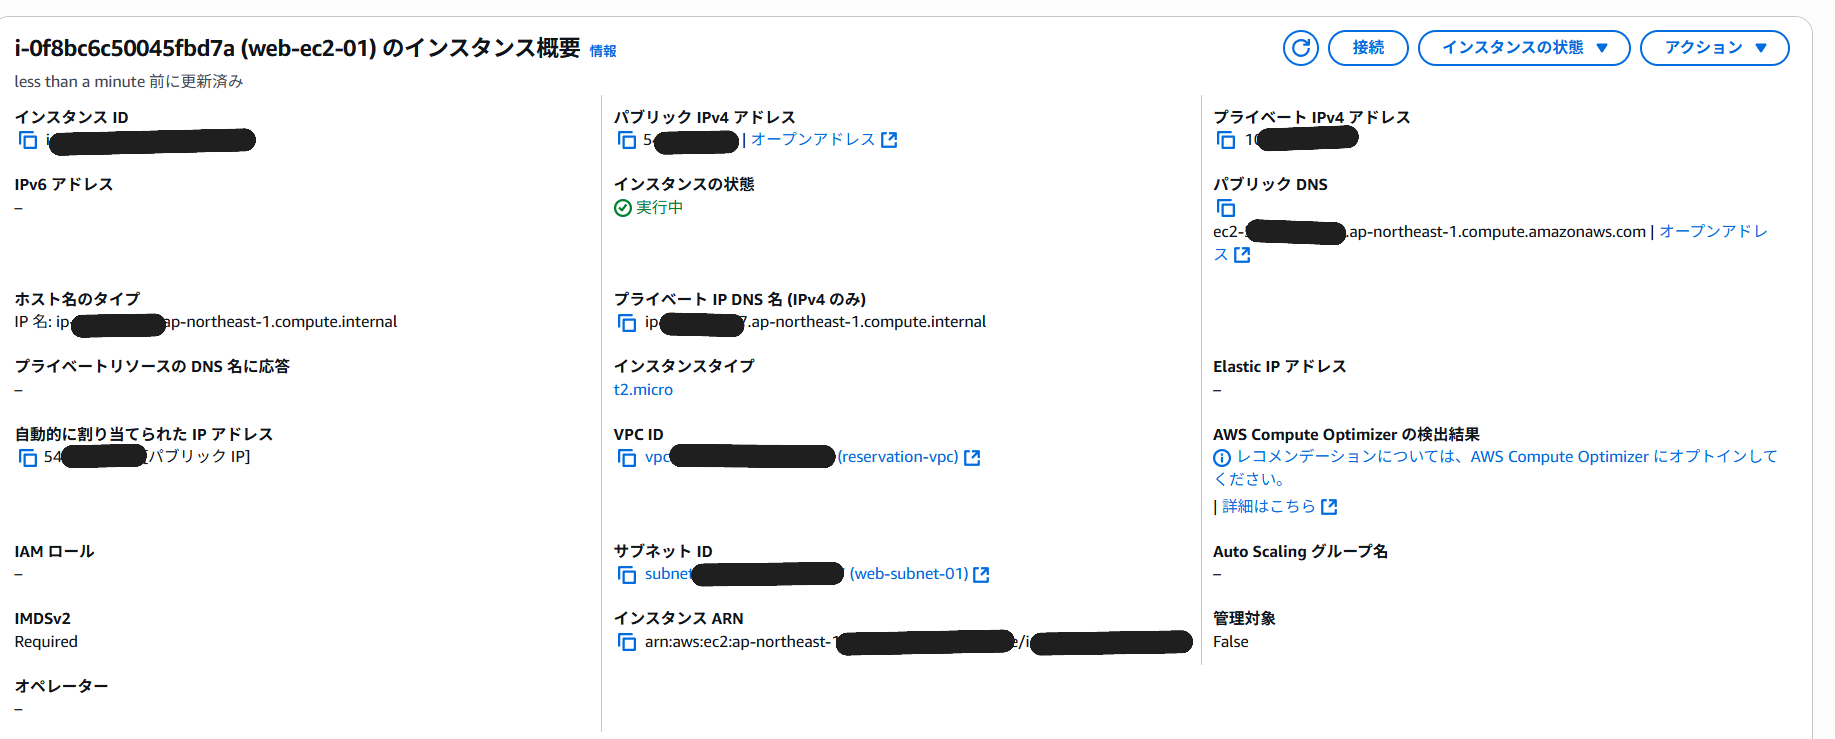 i-0f8bc6c50045fbd7a (web-ec2-01) のインスタンス概要 情報
接続
インスタンスの状態
アクション
less than a minute 前に更新済み
インスタンス ID
パブリック IPv4 アドレス
| オープンアドレス
プライベート IPv4 アドレス
10
IPv6 アドレス
–
インスタンスの状態
実行中
パブリック DNS
ec2-
.ap-northeast-1.compute.amazonaws.com | オープンアドレ
ス
ホスト名のタイプ
IP 名: ip-
ap-northeast-1.compute.internal
プライベート IP DNS 名 (IPv4 のみ)
ip
.ap-northeast-1.compute.internal
プライベートリソースの DNS 名に応答
–
インスタンスタイプ
t2.micro
Elastic IP アドレス
–
自動的に割り当てられた IP アドレス
54
[パブリック IP]
VPC ID
vpc
(reservation-vpc)
AWS Compute Optimizer の検出結果
レコメンデーションについては、AWS Compute Optimizer にオプトインして
ください。
| 詳細はこちら
IAM ロール
–
サブネット ID
subnet
(web-subnet-01)
Auto Scaling グループ名
–
IMDSv2
Required
インスタンス ARN
arn:aws:ec2:ap-northeast-1
/i
管理対象
False
オペレーター
–